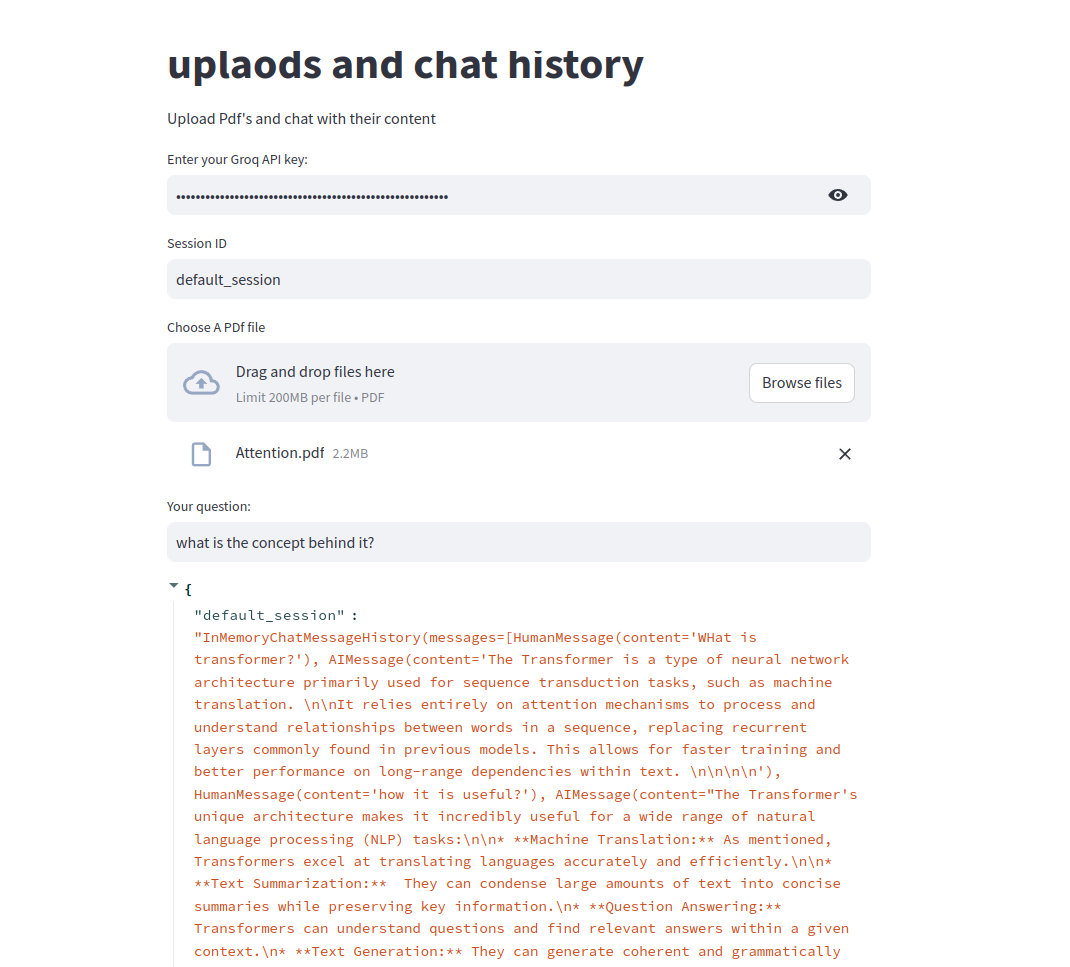 uplaods and chat history
Upload Pdf's and chat with their content
Enter your Groq API key:
Session ID
default_session
Choose A PDf file
Drag and drop files here
Limit 200MB per file • PDF
Browse files
Attention.pdf 2.2MB
Your question:
what is the concept behind it?
{
"default_session" :
"InMemoryChatMessageHistory(messages=[HumanMessage(content='WHat is
transformer?'), AIMessage(content='The Transformer is a type of neural network
architecture primarily used for sequence transduction tasks, such as machine
translation. \n\nIt relies entirely on attention mechanisms to process and
understand relationships between words in a sequence, replacing recurrent
layers commonly found in previous models. This allows for faster training and
better performance on long-range dependencies within text. \n\n\n\n'),
HumanMessage(content='how it is useful?'), AIMessage(content="The Transformer's
unique architecture makes it incredibly useful for a wide range of natural
language processing (NLP) tasks:\n\n* **Machine Translation:** As mentioned,
Transformers excel at translating languages accurately and efficiently.\n\n*
**Text Summarization:**  They can condense large amounts of text into concise
summaries while preserving key information.\n* **Question Answering:**
Transformers can understand questions and find relevant answers within a given
context.\n* **Text Generation:** They can generate coherent and grammatically